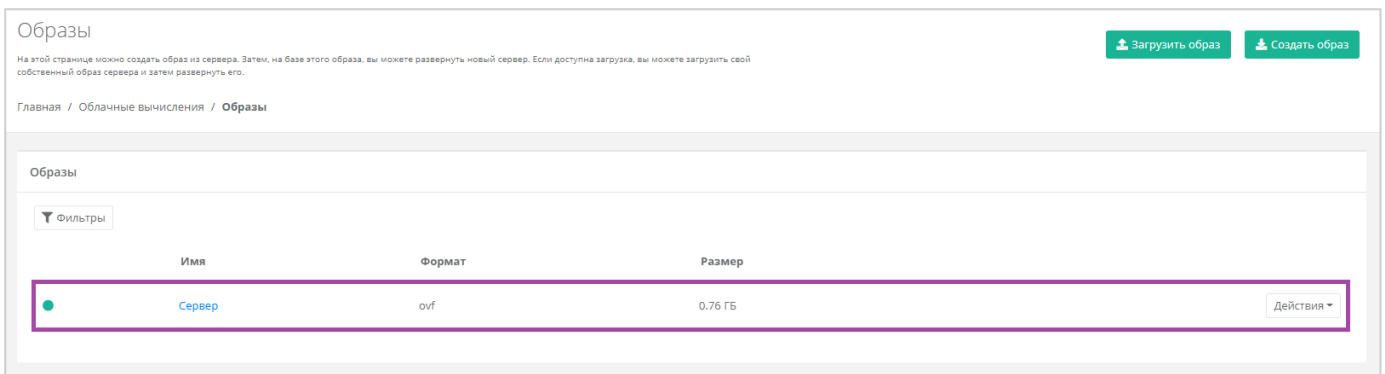 Образы
Загрузить образ
Создать образ
На этой странице можно создать образ из сервера. Затем, на базе этого образа, вы можете развернуть новый сервер. Если доступна загрузка, вы можете загрузить свой
собственный образ сервера и затем развернуть его.
Главная / Облачные вычисления / Образы
Образы
Фильтры
Имя Формат Размер
Сервер ovf 0.76 ГБ Действия